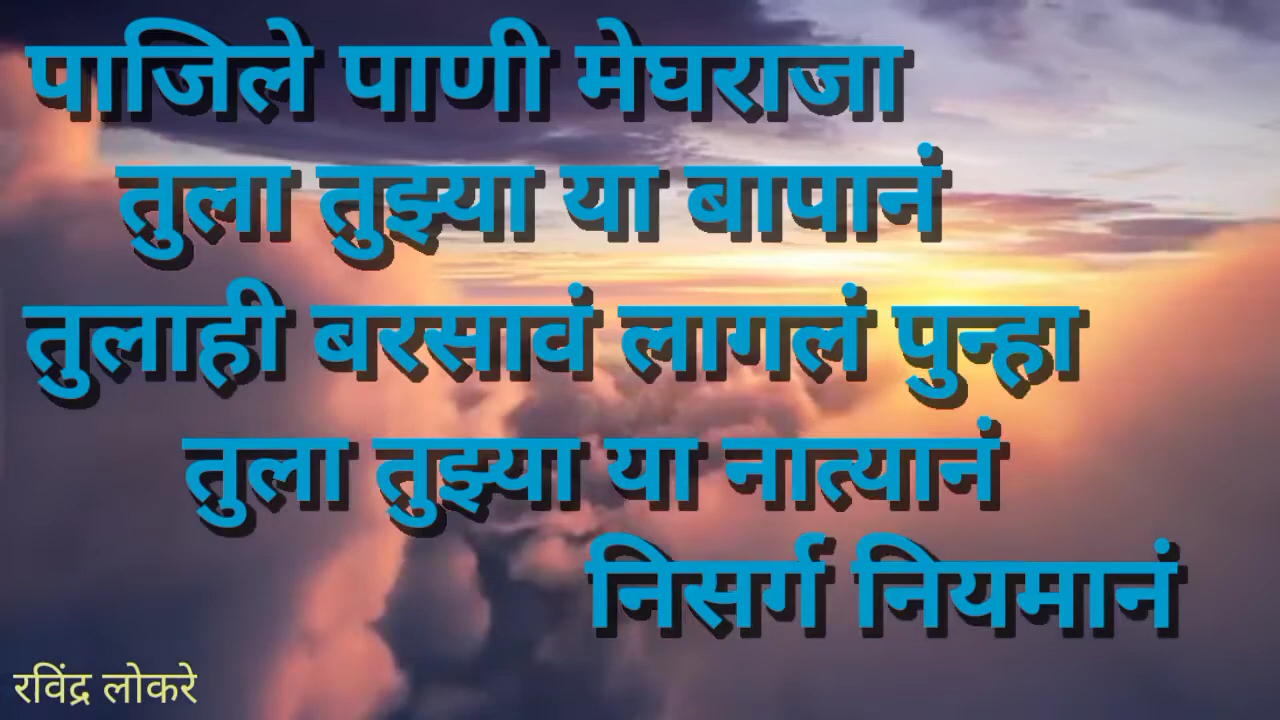 पाजिले पाणी मेघराजा
तुला तुझ्या या बापानं
तुलाही बरसावं लागलं पुन्हा
तुला तुझ्या या नात्यानं
निसर्ग नियमानं
रविंद्र लोकरे